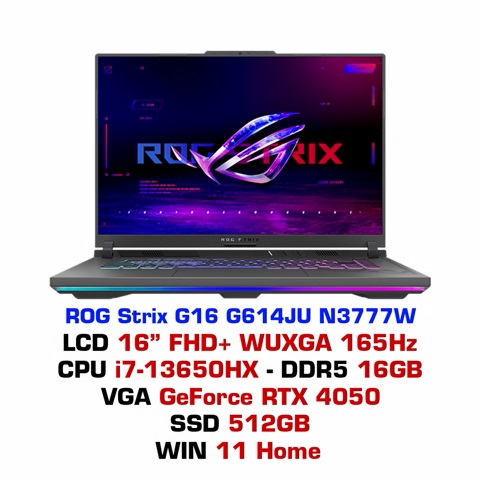 ROG STRIX
ROG STRIX
ROG Strix G16 G614JU N3777W
LCD 16” FHD+ WUXGA 165Hz
CPU i7-13650HX - DDR5 16GB
VGA GeForce RTX 4050
SSD 512GB
WIN 11 Home